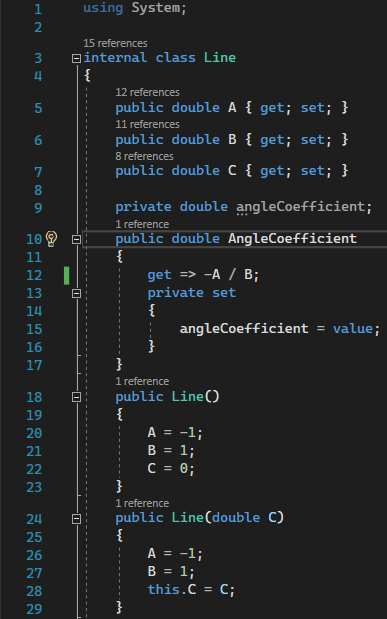 1 using System;
2
15 references
3 internal class Line
4 {
12 references
5 public double A { get; set; }
11 references
6 public double B { get; set; }
8 references
7 public double C { get; set; }
8
9 private double angleCoefficient;
1 reference
10 public double AngleCoefficient
11 {
12 get => -A / B;
13 private set
14 {
15 angleCoefficient = value;
16 }
17 }
1 reference
18 public Line()
19 {
20 A = -1;
21 B = 1;
22 C = 0;
23 }
1 reference
24 public Line(double C)
25 {
26 A = -1;
27 B = 1;
28 this.C = C;
29 }